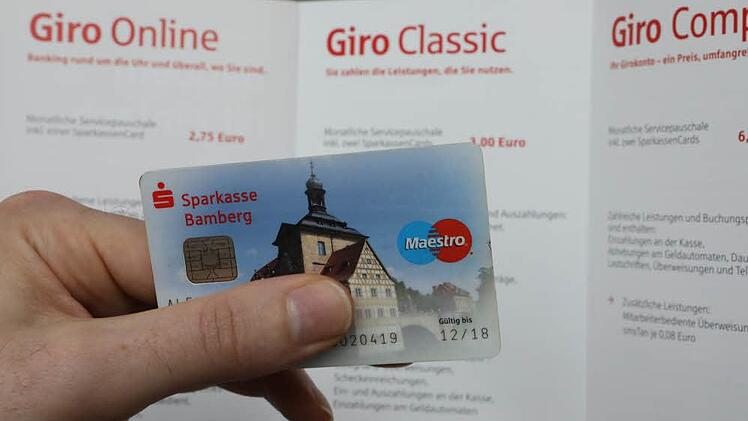 Giro Online
Banking rund um die Uhr und überall, wo Sie sind.
Monatliche Servicepauschale
inkl. einer SparkassenCard
2,75 Euro
Giro Classic
Sie zahlen die Leistungen, die Sie nutzen.
Monatliche Servicepauschale
inkl. zwei SparkassenCards
3,00 Euro
und Auszahlungen:
Scheckeinreichungen,
Ein- und Auszahlungen an der Kasse,
Einzahlungen am Geldautomaten
Giro Comp
Ihr Girokonto – ein Preis, umfangre
Monatliche Servicepauschale
inkl. zwei SparkassenCards
6,
Zahlreiche Leistungen und Buchungsp
sind enthalten:
Einzahlungen an der Kasse,
Abhebungen am Geldautomaten, Dau
Lastschriften, Überweisungen und Tel
Zusätzliche Leistungen:
Mitarbeiterbediente Überweisun
smsTan je 0,08 Euro
Sparkasse
Bamberg
Maestro
Gültig bis
020419 12/18